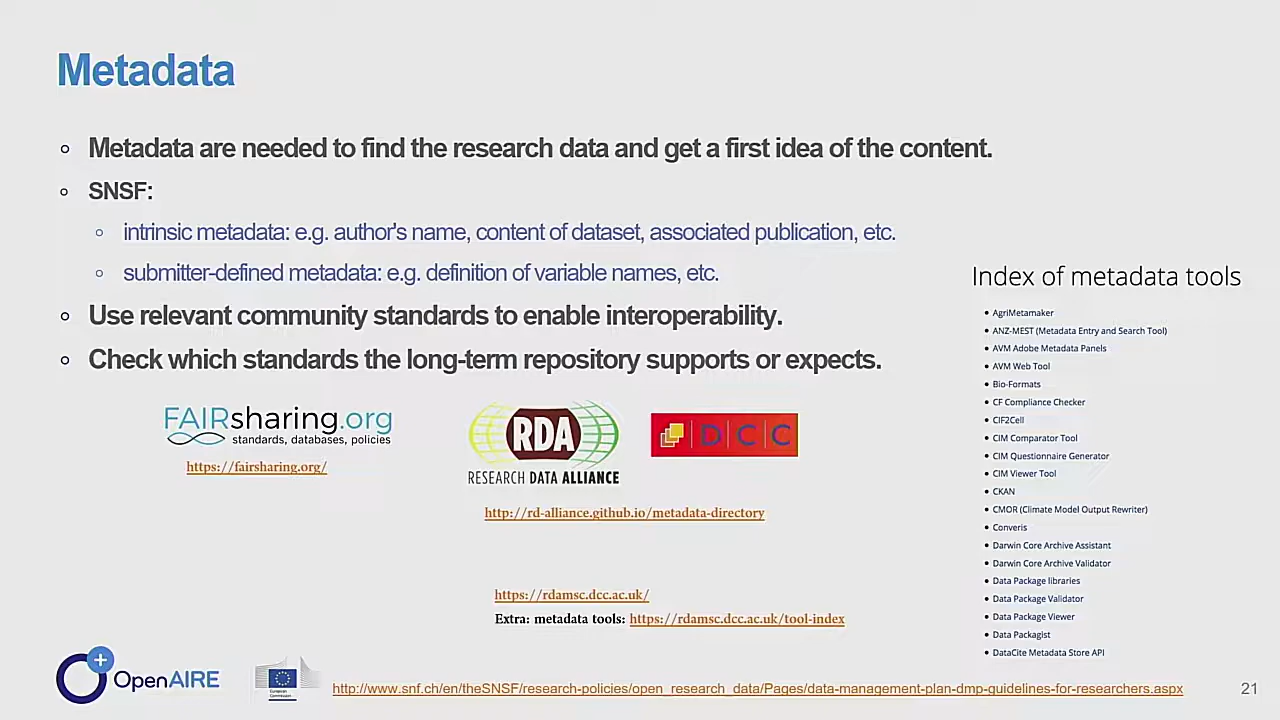 Metadata
Metadata are needed to find the research data and get a first idea of the content.
SNSF:
intrinsic metadata: e.g. author's name, content of dataset, associated publication, etc.
submitter-defined metadata: e.g. definition of variable names, etc.
Use relevant community standards to enable interoperability.
Check which standards the long-term repository supports or expects.
FAIRsharing.org
standards, databases, policies
https://fairsharing.org/
RDA
RESEARCH DATA ALLIANCE
DCC
http://rd-alliance.github.io/metadata-directory
https://rdamsc.dcc.ac.uk/
Extra: metadata tools: https://rdamsc.dcc.ac.uk/tool-index
Index of metadata tools
AgriMetamaker
ANZ-MEST (Metadata Entry and Search Tool)
AVM Adobe Metadata Panels
AVM Web Tool
Bio-Formats
CF Compliance Checker
CIF2Cell
CIM Comparator Tool
CIM Questionnaire Generator
CIM Viewer Tool
CKAN
CMOR (Climate Model Output Rewriter)
Converis
Darwin Core Archive Assistant
Darwin Core Archive Validator
Data Package libraries
Data Package Validator
Data Package Viewer
Data Packagist
DataCite Metadata Store API
OpenAIRE
European
Commission
http://www.snf.ch/en/theSNSF/research-policies/open_research_data/Pages/data-management-plan-dmp-guidelines-for-researchers.aspx
21